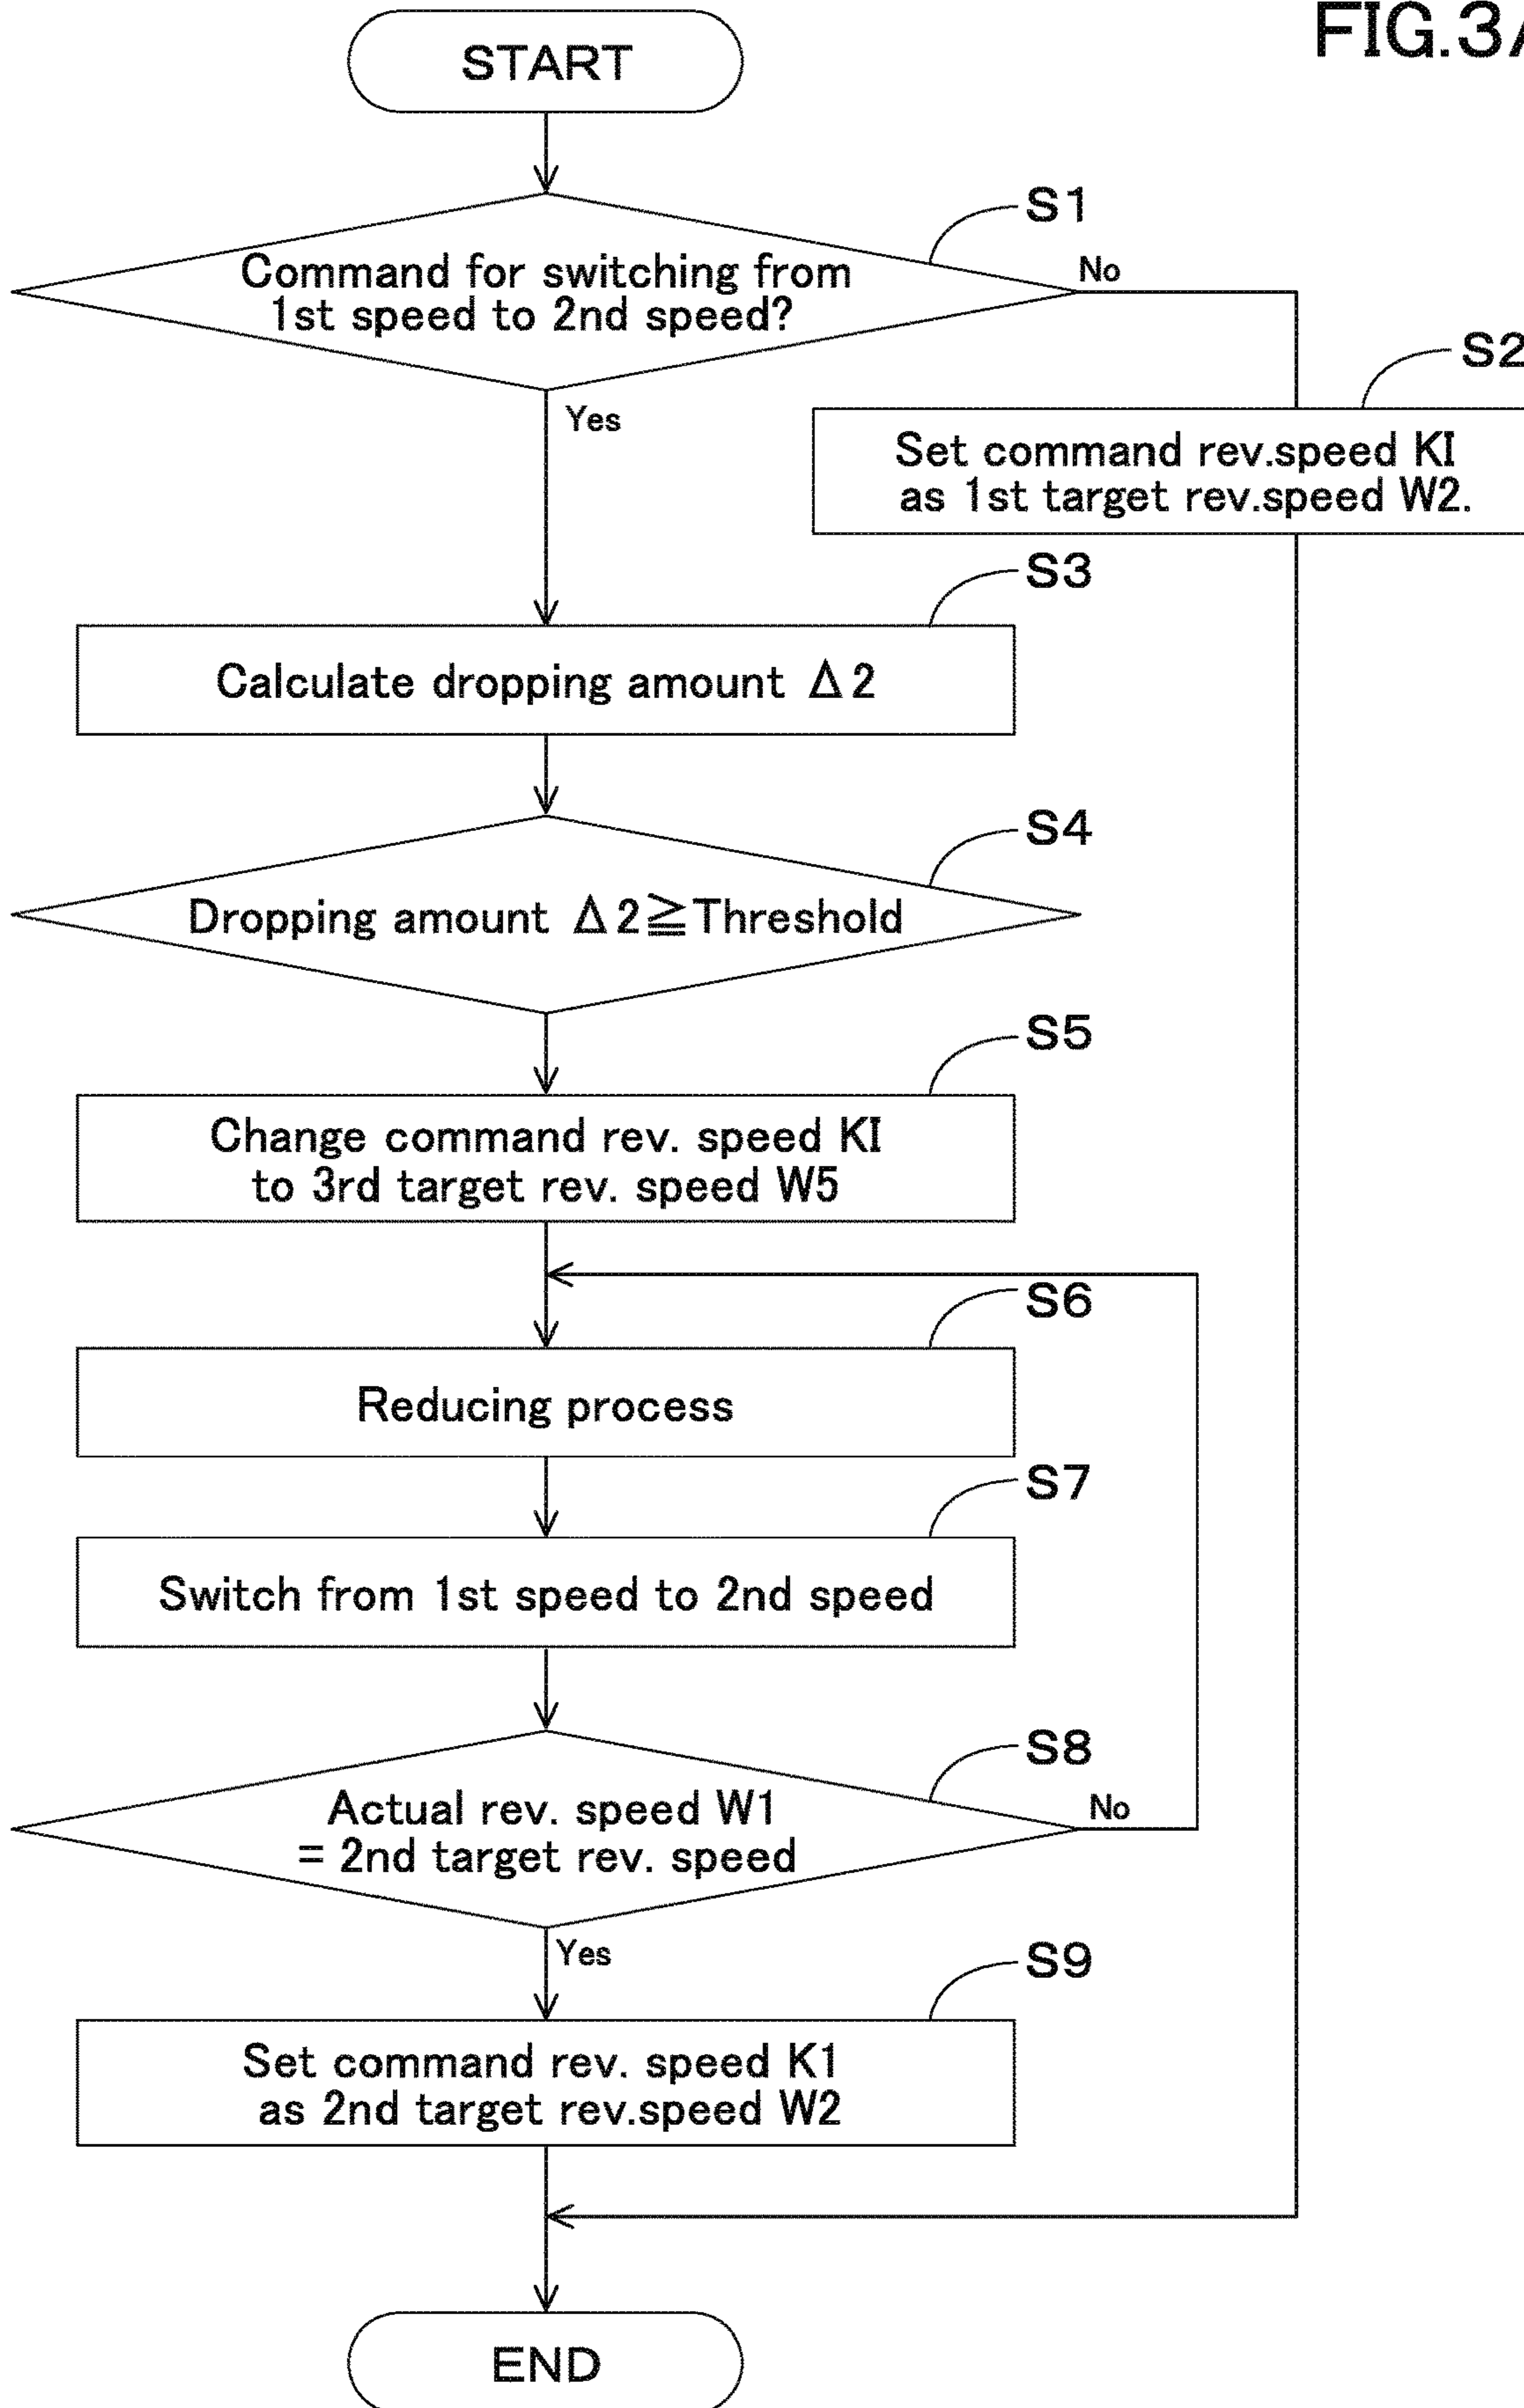 FIG.3A
START
S1
Command for switching from
1st speed to 2nd speed?
No
Yes
S2
Set command rev.speed KI
as 1st target rev.speed W2.
S3
Calculate dropping amount Δ2
S4
Dropping amount Δ2≧Threshold
S5
Change command rev. speed KI
to 3rd target rev. speed W5
S6
Reducing process
S7
Switch from 1st speed to 2nd speed
S8
Actual rev. speed W1
= 2nd target rev. speed
No
Yes
S9
Set command rev. speed K1
as 2nd target rev.speed W2
END